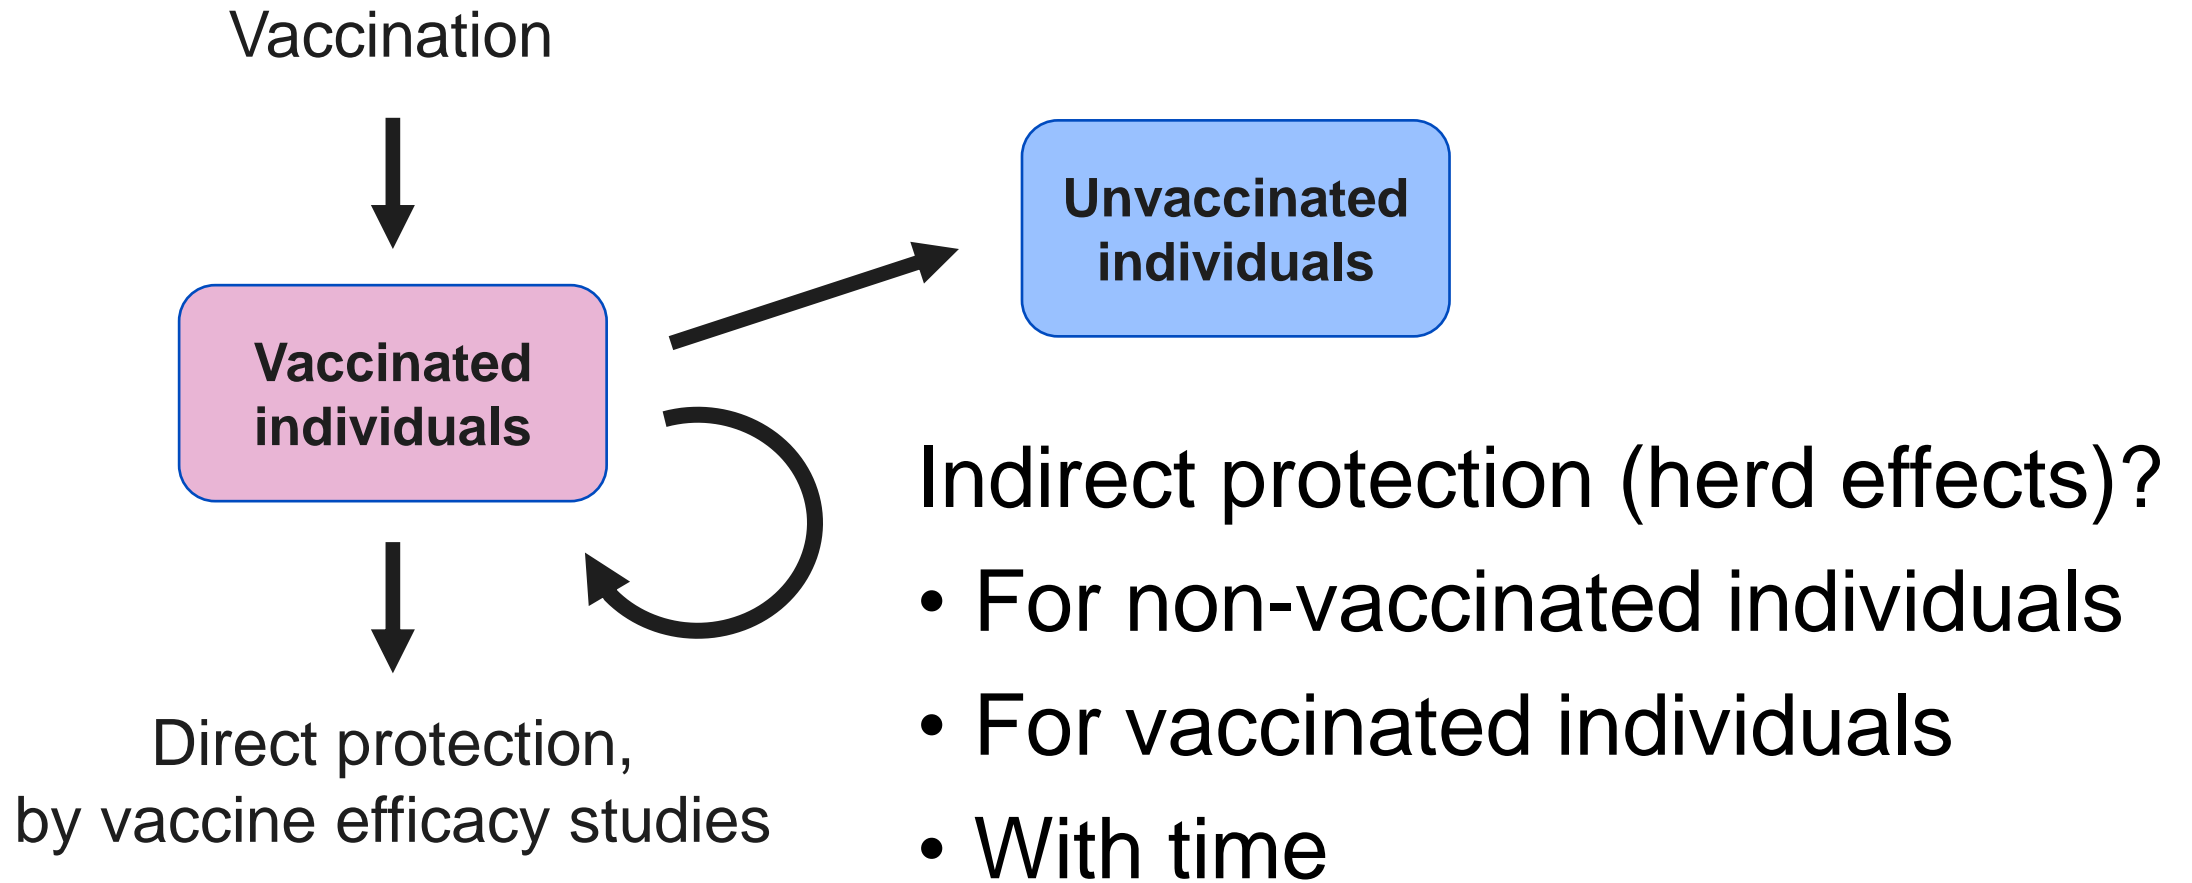 Vaccination
Vaccinated
individuals
Direct protection,
by vaccine efficacy studies
Unvaccinated
individuals
Indirect protection (herd effects)?
• For non-vaccinated individuals
• For vaccinated individuals
• With time